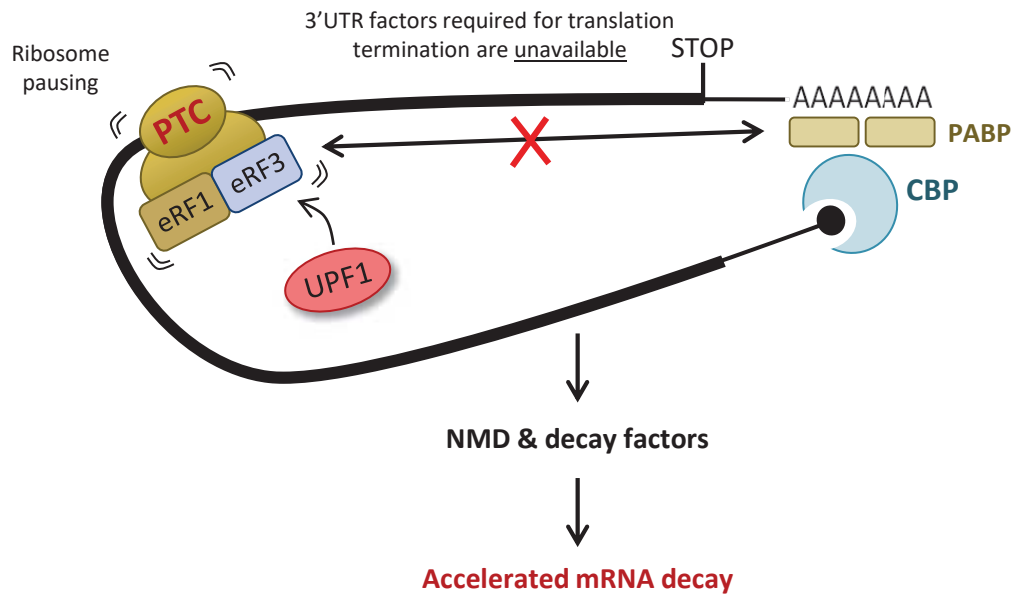 3’UTR factors required for translation
termination are unavailable
STOP
Ribosome
pausing
PTC
AAAAAAAA
PABP
eRF3
eRF1
CBP
UPF1
NMD & decay factors
Accelerated mRNA decay